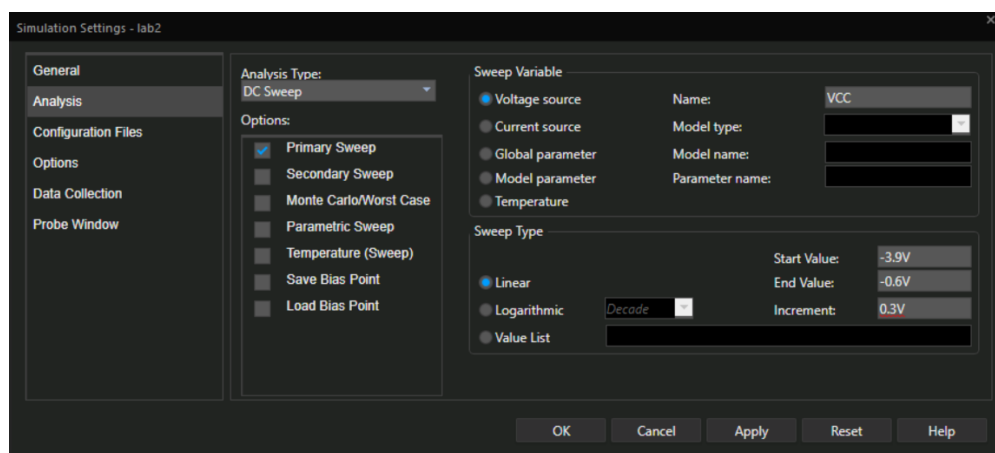 Simulation Settings - lab2
General
Analysis
Configuration Files
Options
Data Collection
Probe Window
Analysis Type:
DC Sweep
Options:
Primary Sweep
Secondary Sweep
Monte Carlo/Worst Case
Parametric Sweep
Temperature (Sweep)
Save Bias Point
Load Bias Point
Sweep Variable
Voltage source
Name:
VCC
Current source
Model type:
Global parameter
Model name:
Model parameter
Parameter name:
Temperature
Sweep Type
Start Value:
-3.9V
Linear
End Value:
-0.6V
Logarithmic
Decade
Increment:
0.3V
Value List
OK
Cancel
Apply
Reset
Help